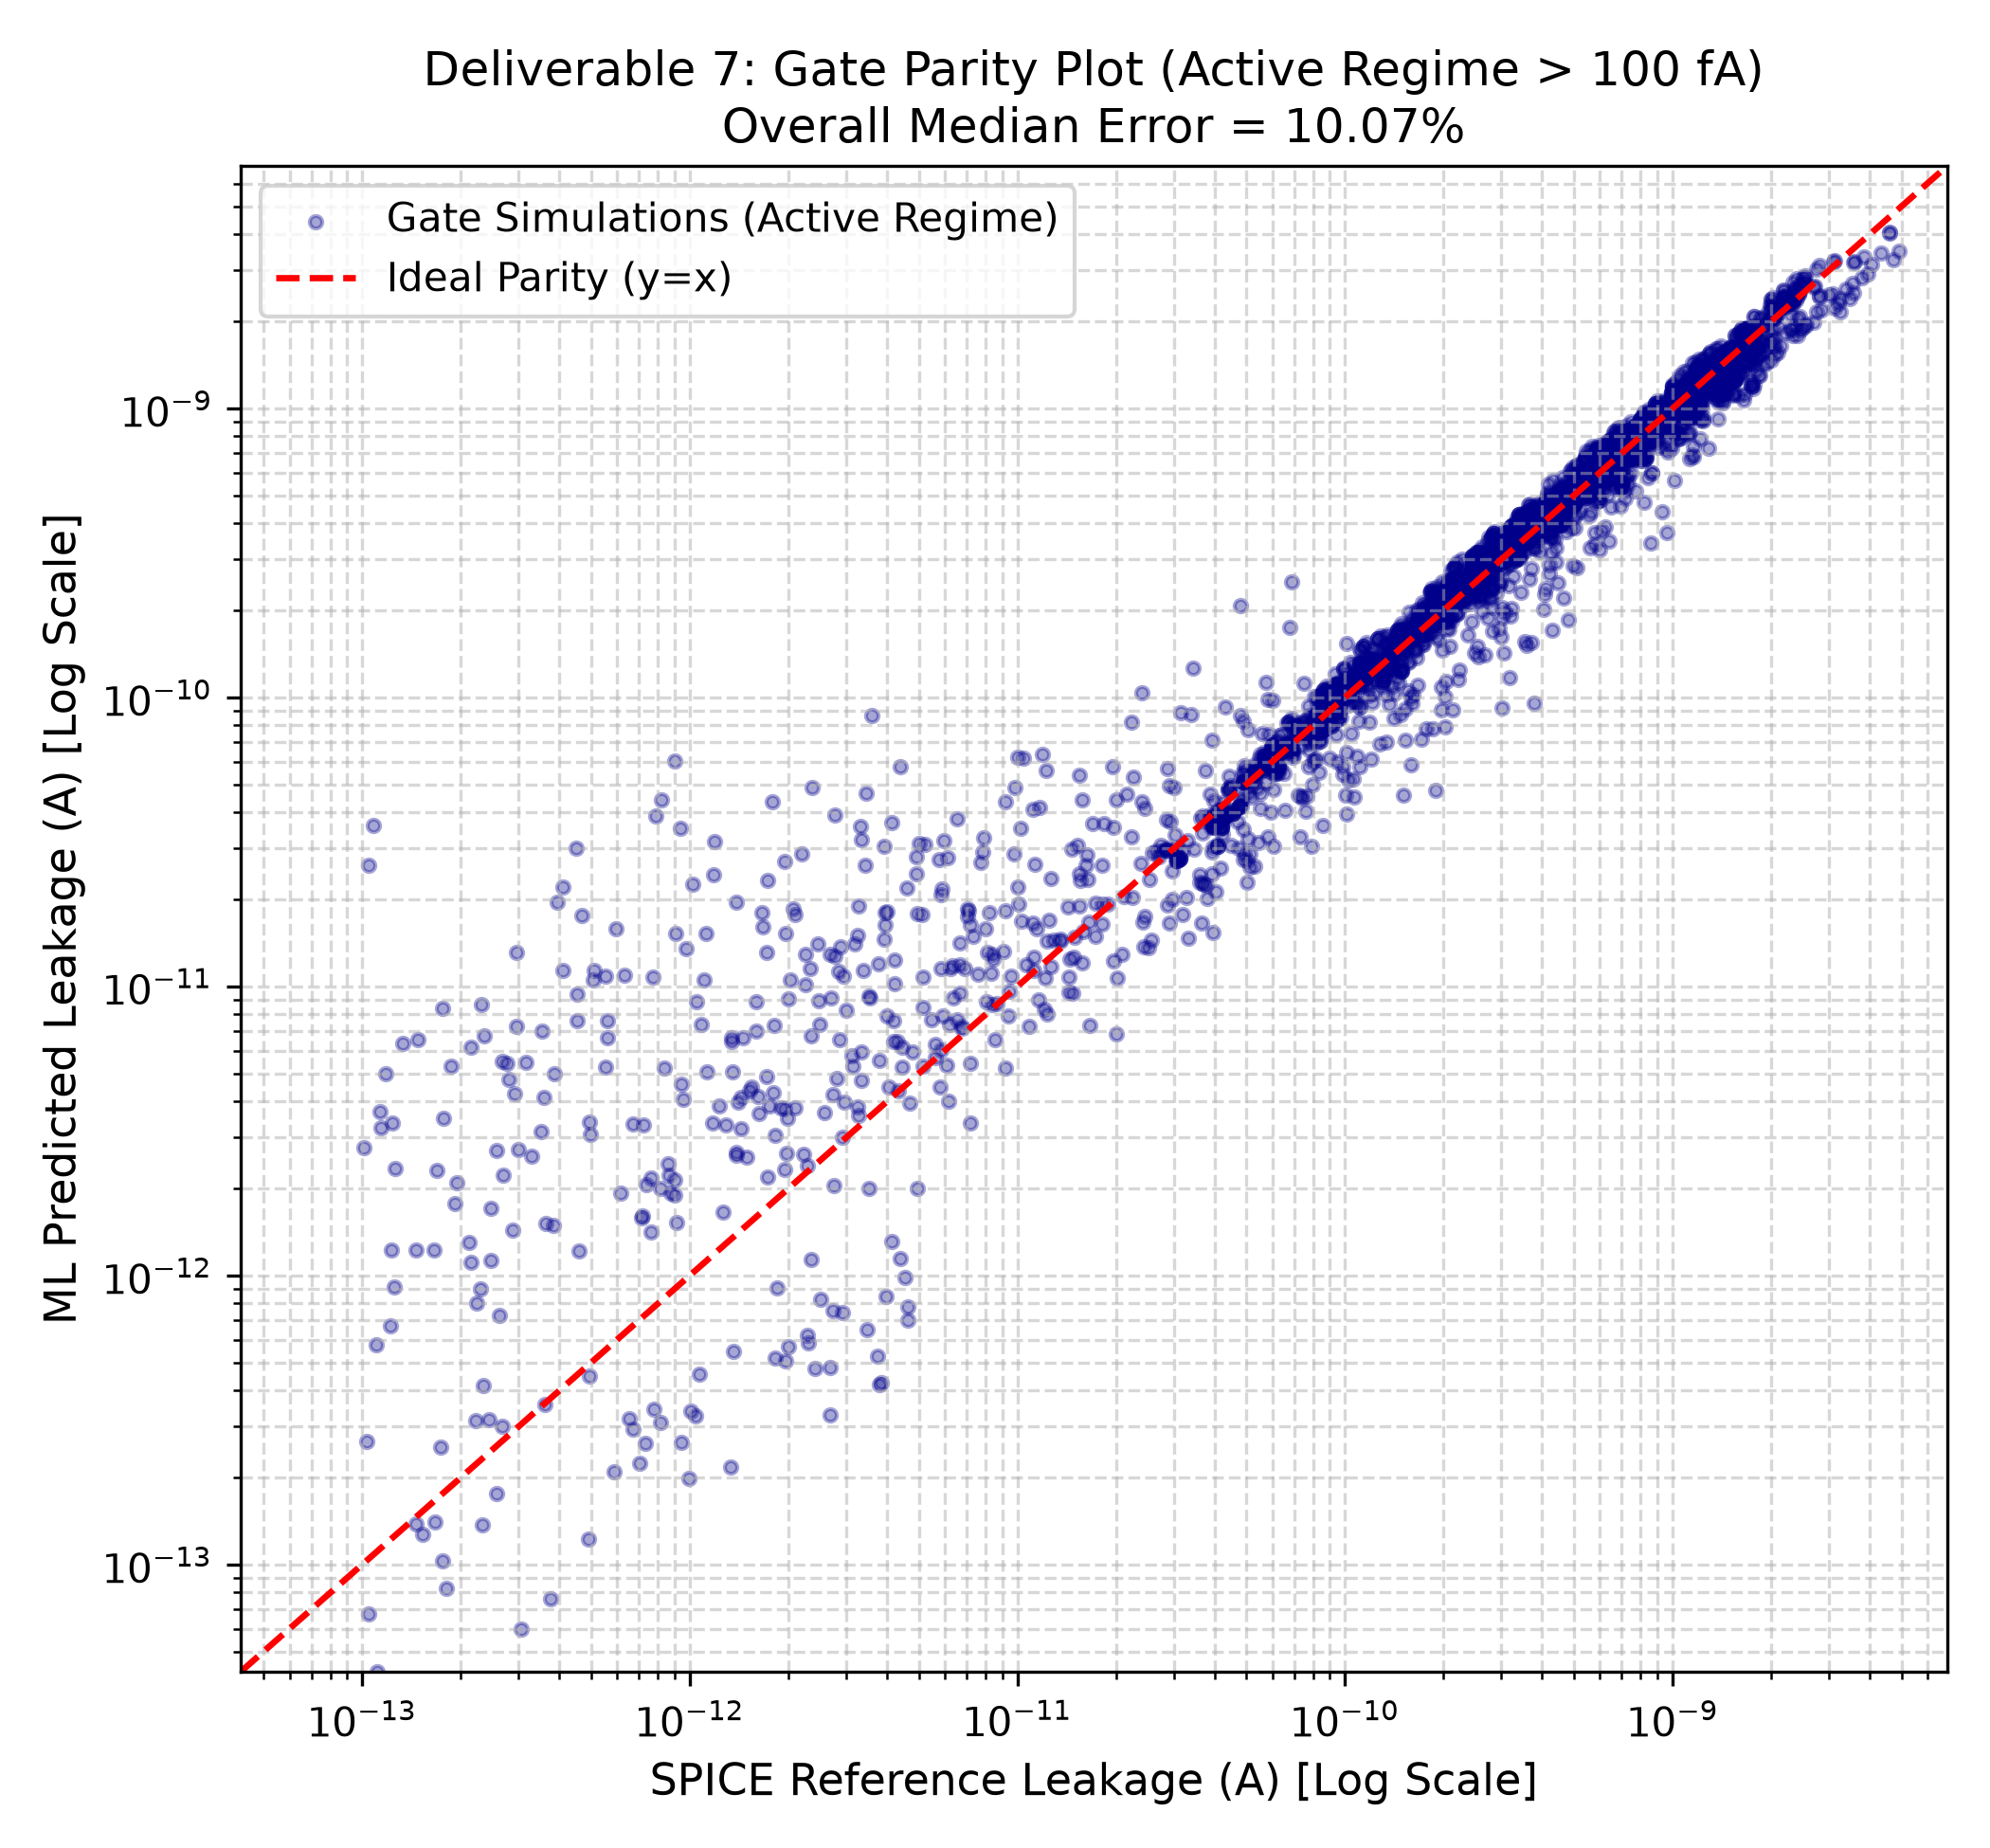 Deliverable 7: Gate Parity Plot (Active Regime > 100 fA)
Overall Median Error = 10.07%
Gate Simulations (Active Regime)
Ideal Parity (y=x)
ML Predicted Leakage (A) [Log Scale]
10⁻⁹
10⁻¹⁰
10⁻¹¹
10⁻¹²
10⁻¹³
10⁻¹³ 10⁻¹² 10⁻¹¹ 10⁻¹⁰ 10⁻⁹
SPICE Reference Leakage (A) [Log Scale]